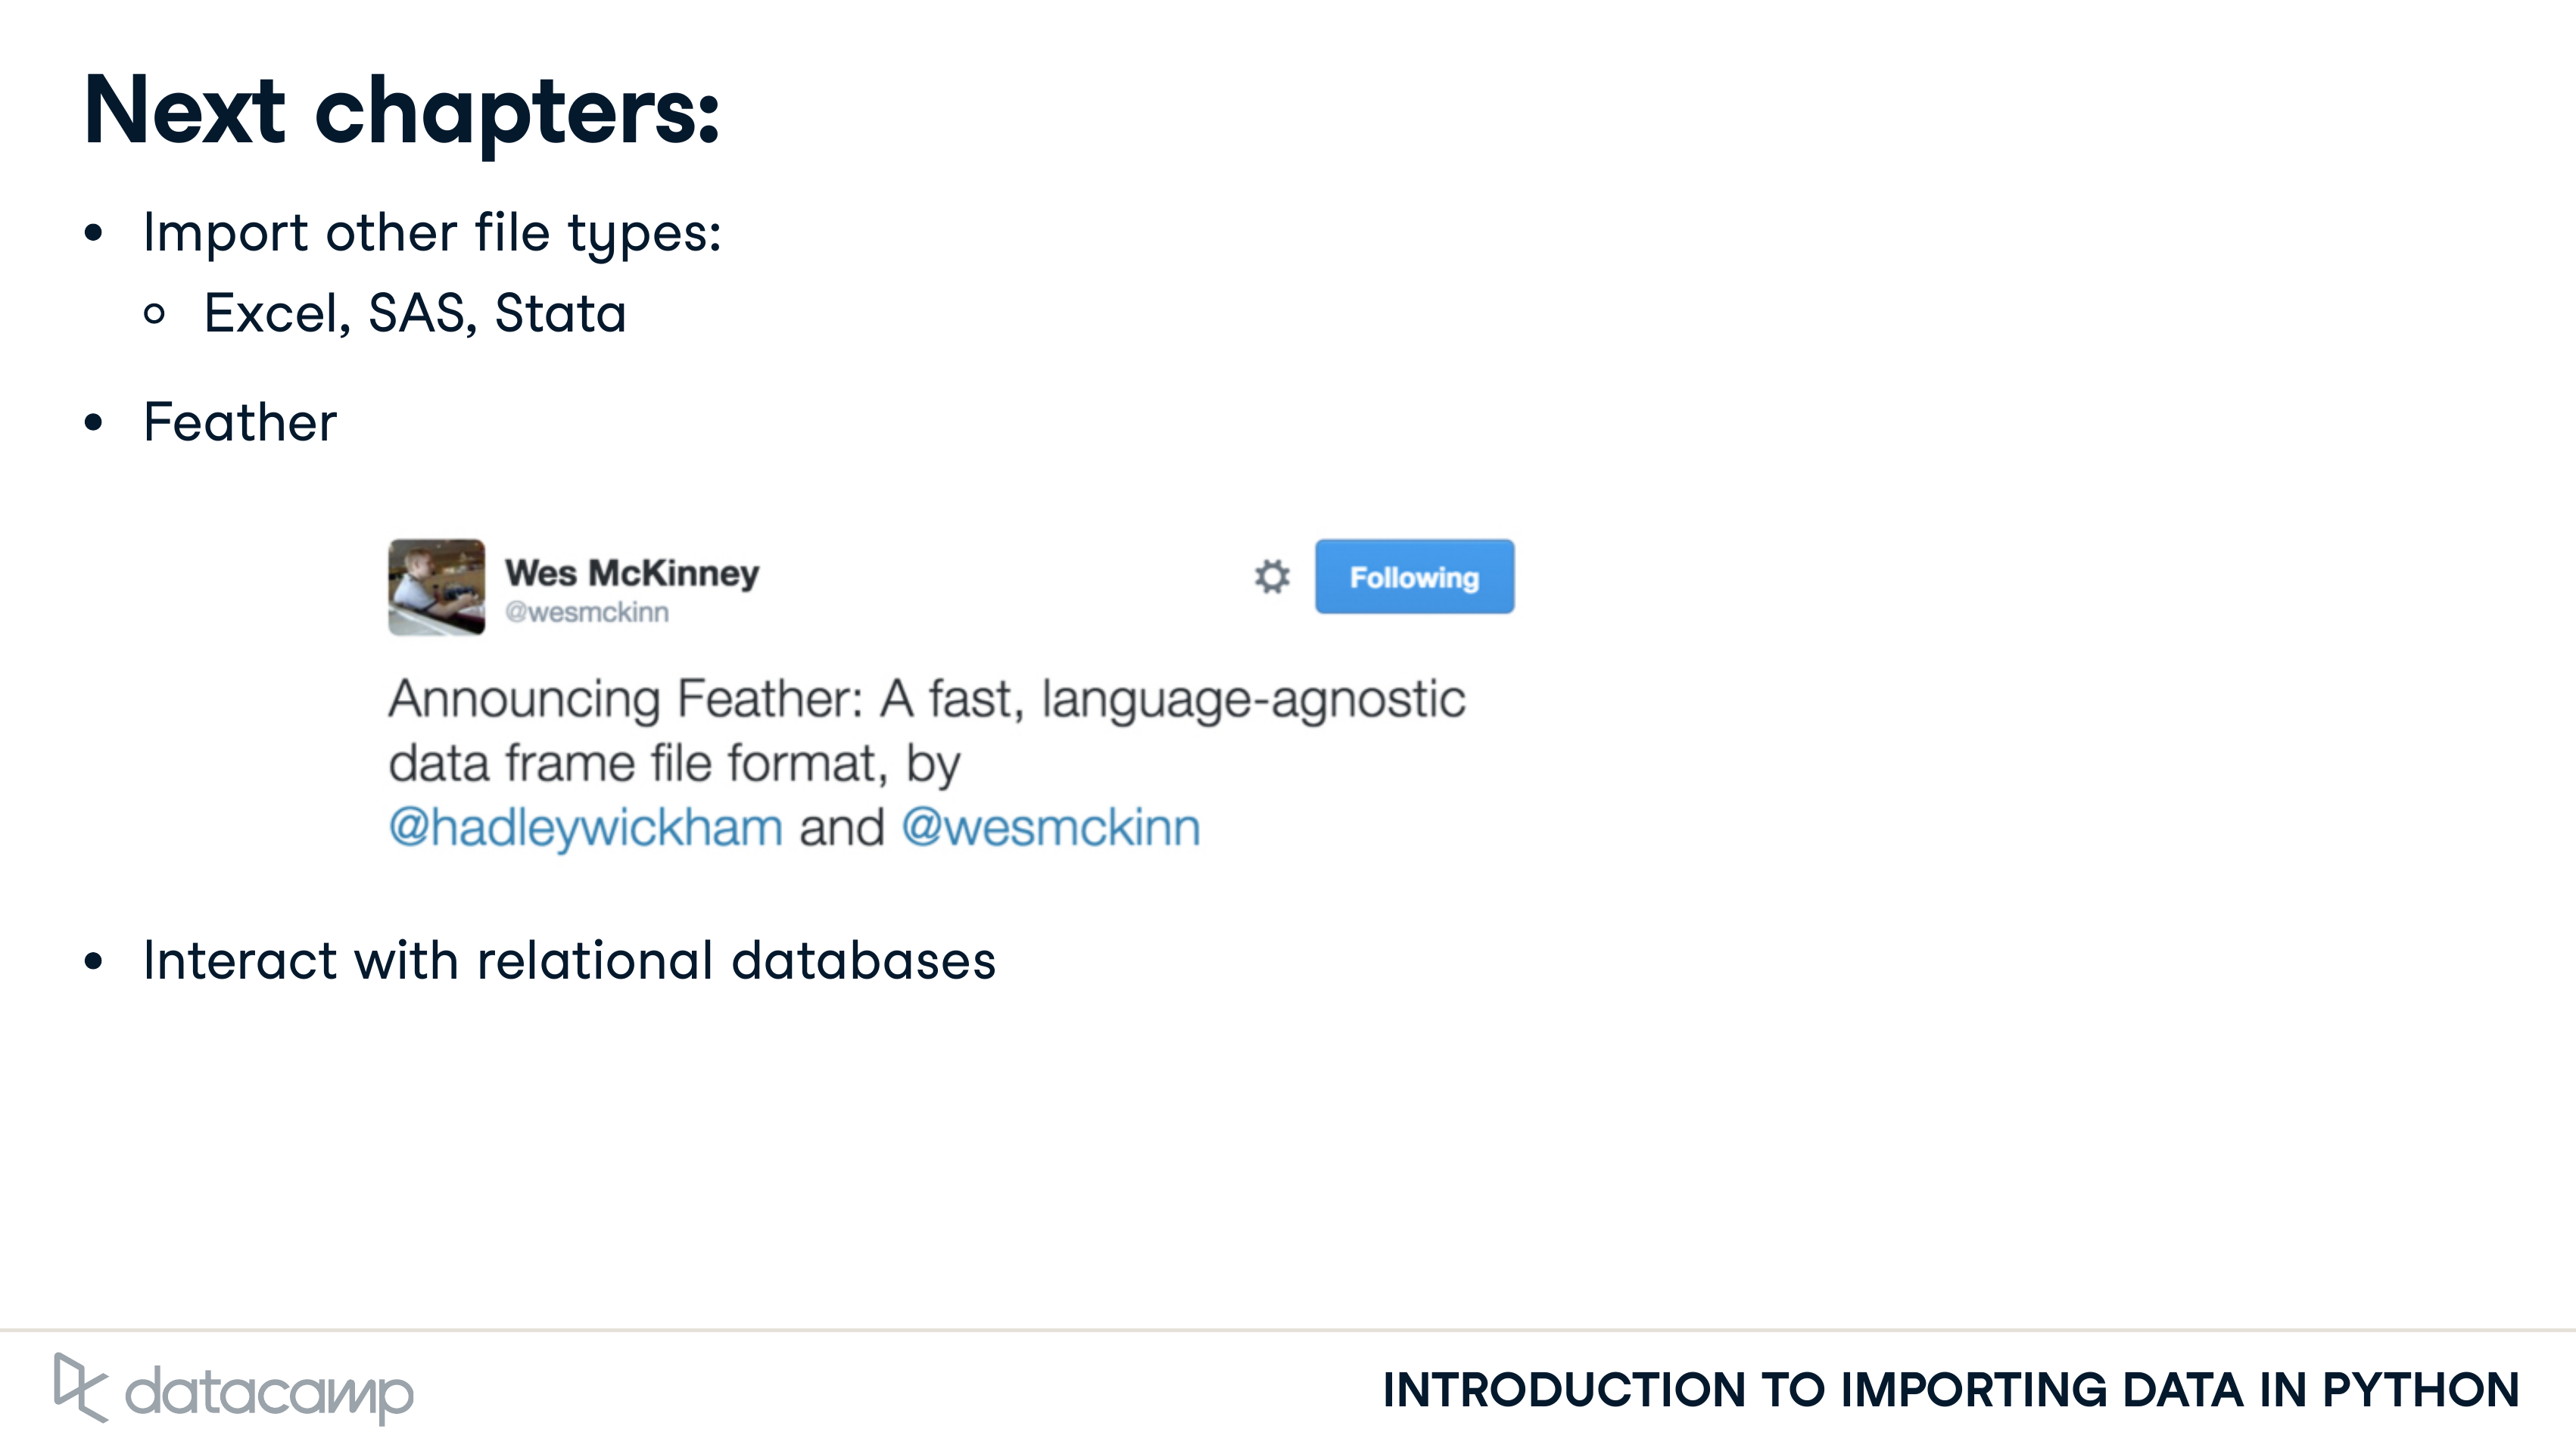 Next chapters:
• Import other file types:
○ Excel, SAS, Stata
• Feather
Wes McKinney
@wesmckinn
Following
Announcing Feather: A fast, language-agnostic
data frame file format, by
@hadleywickham and @wesmckinn
• Interact with relational databases
datacamp
INTRODUCTION TO IMPORTING DATA IN PYTHON